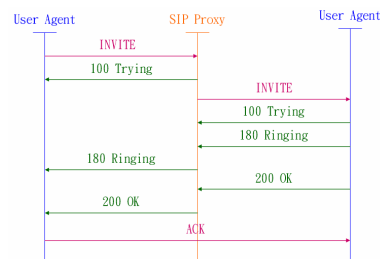 User Agent
SIP Proxy
User Agent
INVITE
100 Trying
INVITE
100 Trying
180 Ringing
180 Ringing
200 OK
200 OK
ACK